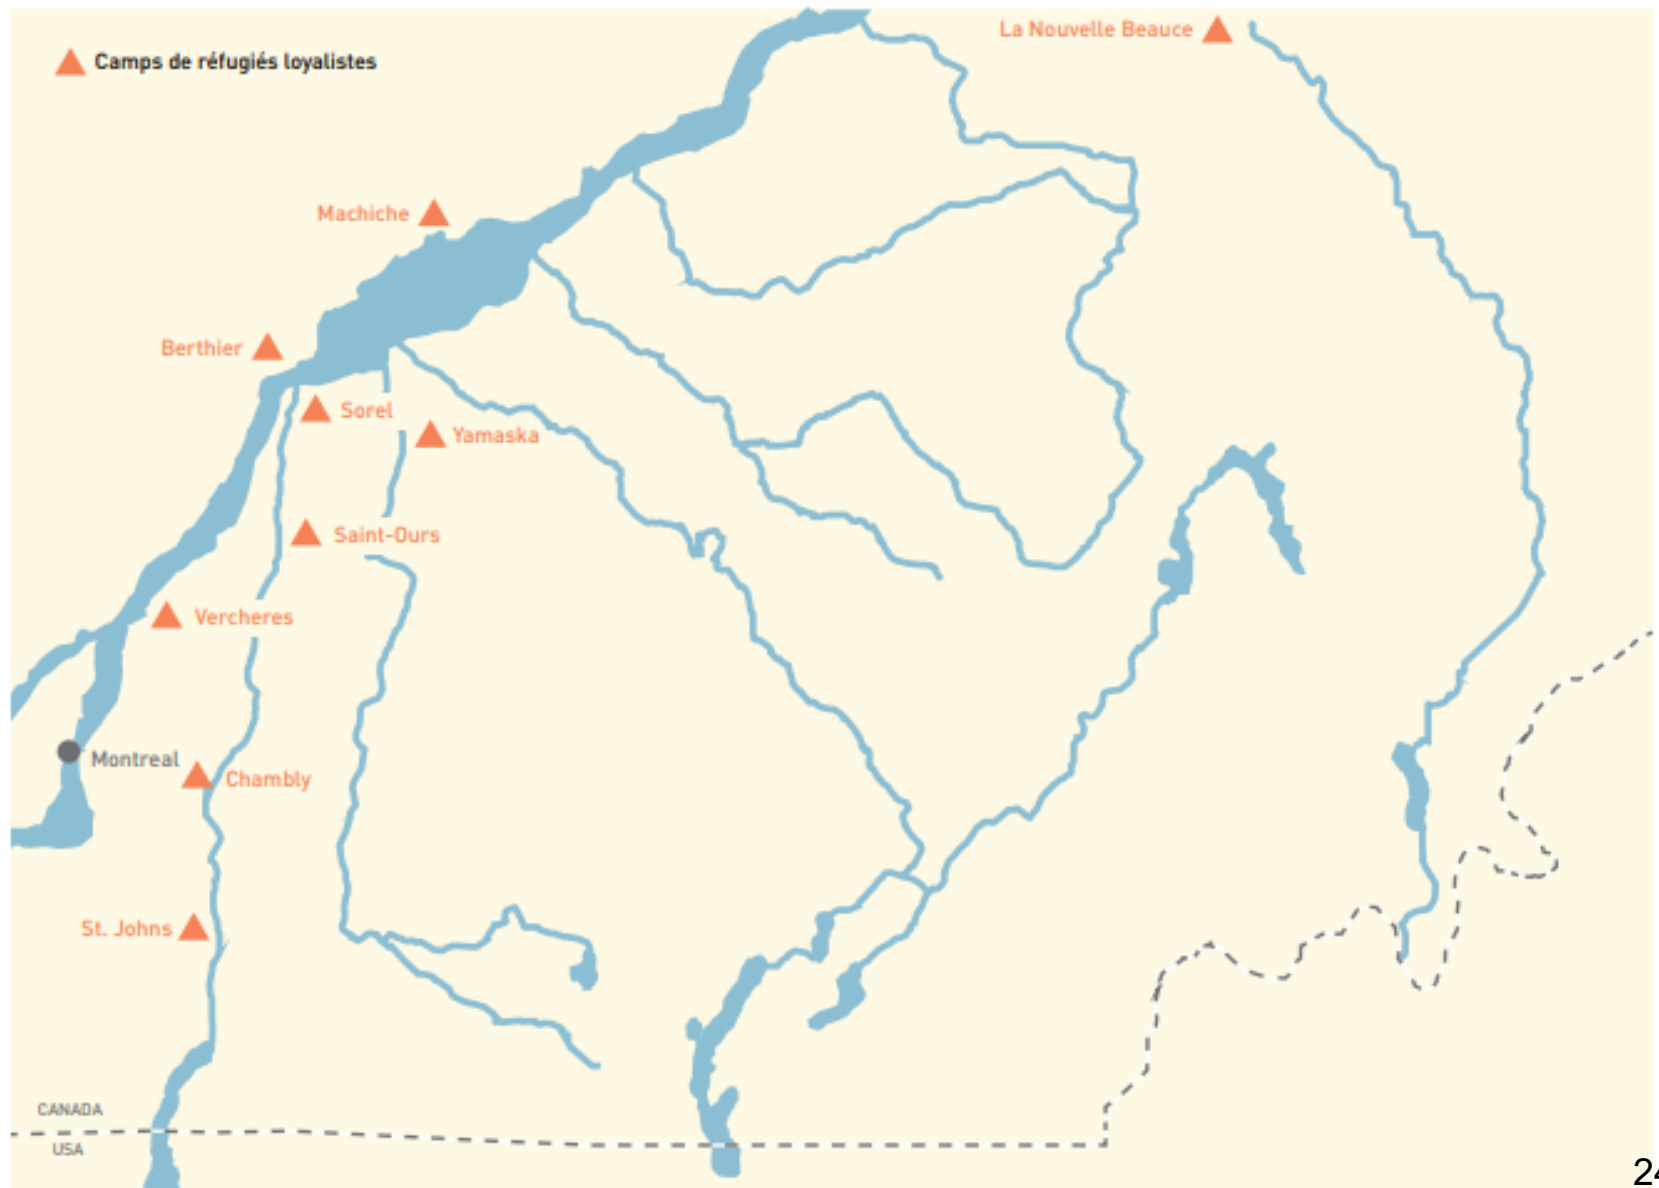 La Nouvelle Beauce
Camps de réfugiés loyalistes
Machiche
Berthier
Sorel
Yamaska
Saint-Ours
Vercheres
Montreal
Chambly
St. Johns
CANADA
USA
24